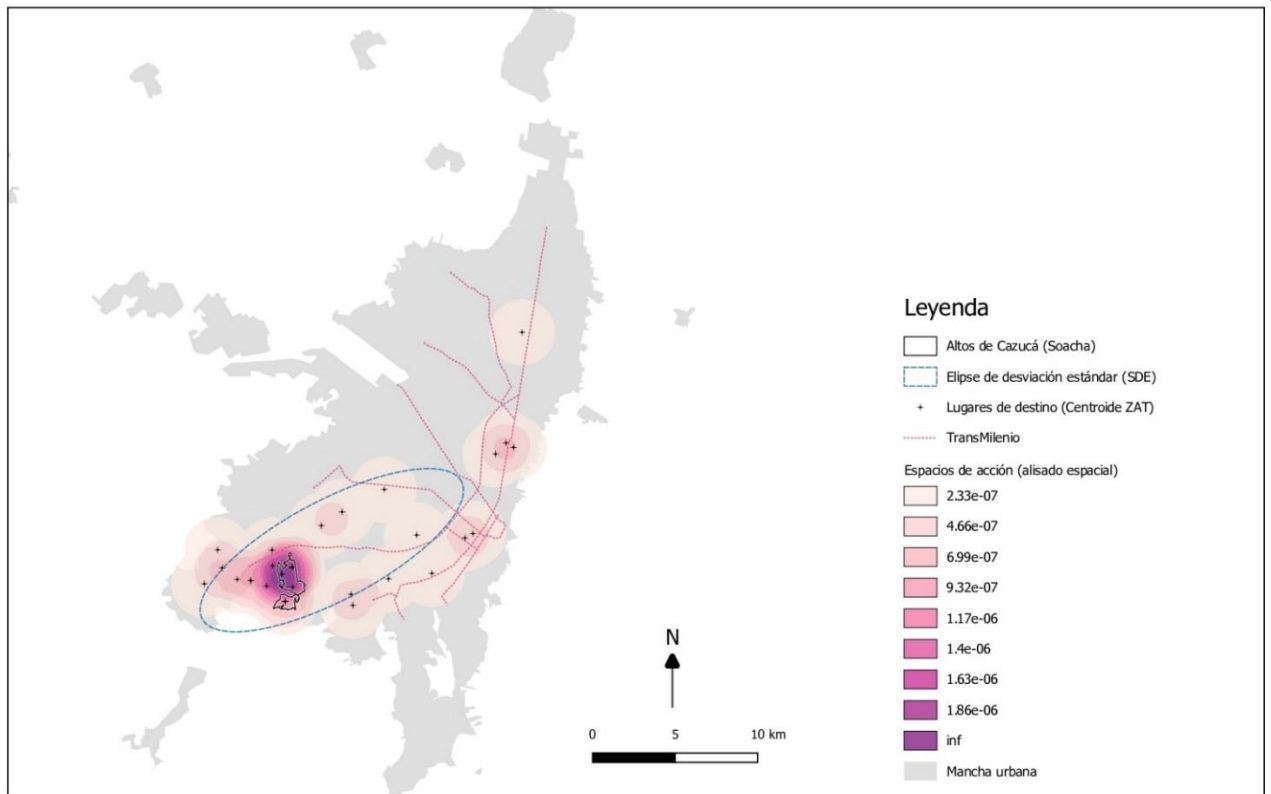 Leyenda
Altos de Cazucá (Soacha)
Elipse de desviación estándar (SDE)
Lugares de destino (Centroide ZAT)
TransMilenio
Espacios de acción (alisado espacial)
2.33e-07
4.66e-07
6.99e-07
9.32e-07
1.17e-06
1.4e-06
1.63e-06
1.86e-06
inf
Mancha urbana
N
0 5 10 km